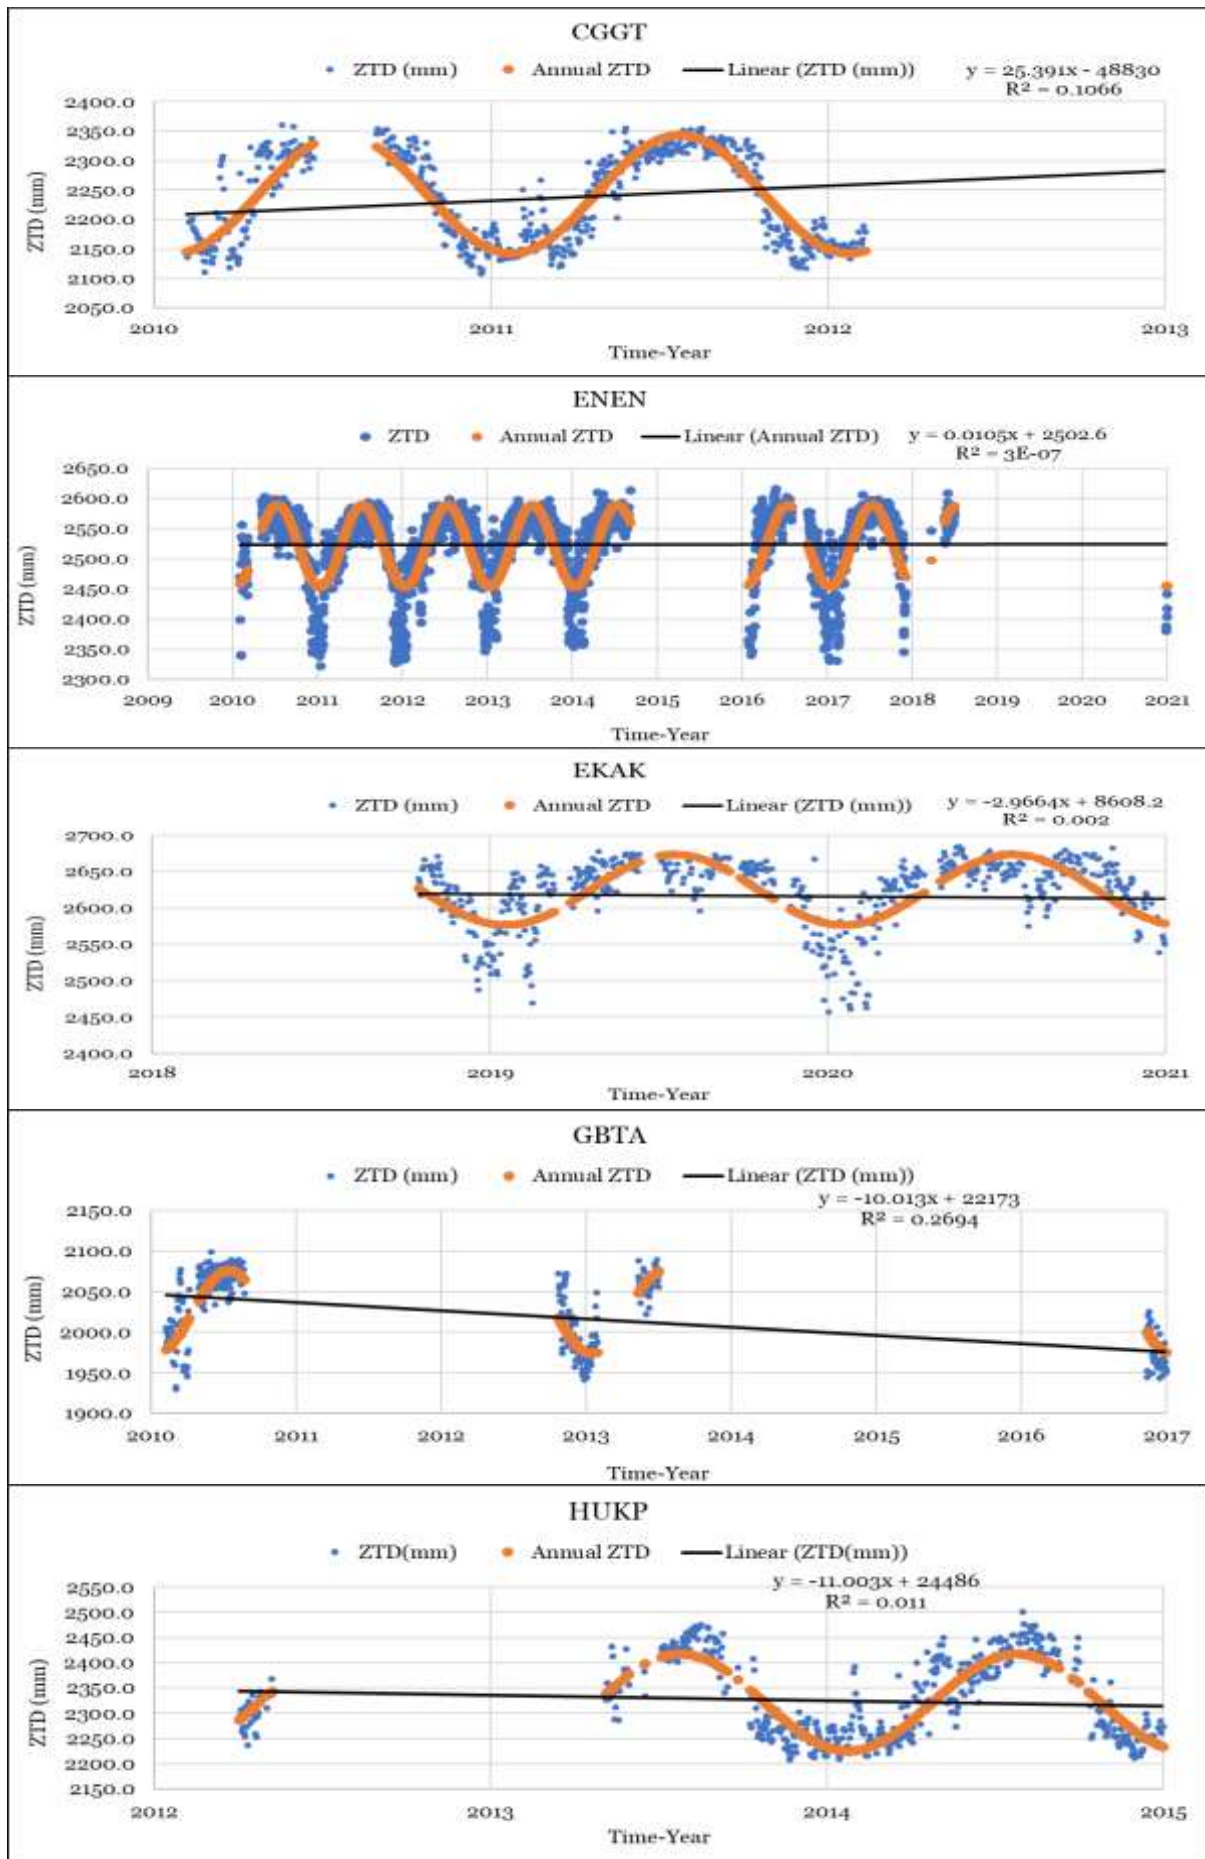 CGGT
ZTD (mm) Annual ZTD Linear (ZTD (mm)) y = 25.391x - 48830
R² = 0.1066
2400.0
2350.0
2300.0
2250.0
2200.0
2150.0
2100.0
2050.0
ZTD (mm)
2010 2011 2012 2013
Time-Year
ENEN
ZTD Annual ZTD Linear (Annual ZTD) y = 0.0105x + 2502.6
R² = 3E-07
2650.0
2600.0
2550.0
2500.0
2450.0
2400.0
2350.0
2300.0
ZTD (mm)
2009 2010 2011 2012 2013 2014 2015 2016 2017 2018 2019 2020 2021
Time-Year
EKAK
ZTD (mm) Annual ZTD Linear (ZTD (mm)) y = -2.9664x + 8608.2
R² = 0.002
2700.0
2650.0
2600.0
2550.0
2500.0
2450.0
2400.0
ZTD (mm)
2018 2019 2020 2021
Time-Year
GBTA
ZTD (mm) Annual ZTD Linear (ZTD (mm))
y = -10.013x + 22173
R² = 0.2694
2150.0
2100.0
2050.0
2000.0
1950.0
1900.0
ZTD (mm)
2010 2011 2012 2013 2014 2015 2016 2017
Time-Year
HUKP
ZTD(mm) Annual ZTD Linear (ZTD(mm))
y = -11.003x + 24486
R² = 0.011
2550.0
2500.0
2450.0
2400.0
2350.0
2300.0
2250.0
2200.0
2150.0
ZTD (mm)
2012 2013 2014 2015
Time-Year